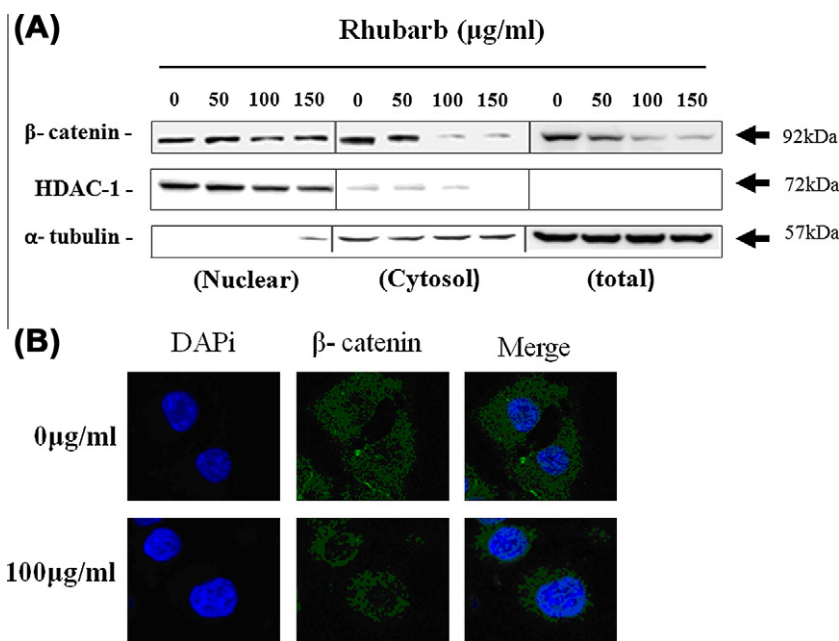 (A)
Rhubarb (µg/ml)
0 50 100 150 0 50 100 150 0 50 100 150
β- catenin - 92kDa
HDAC-1 - 72kDa
α- tubulin - 57kDa
(Nuclear) (Cytosol) (total)
(B)
DAPi β- catenin Merge
0µg/ml
100µg/ml